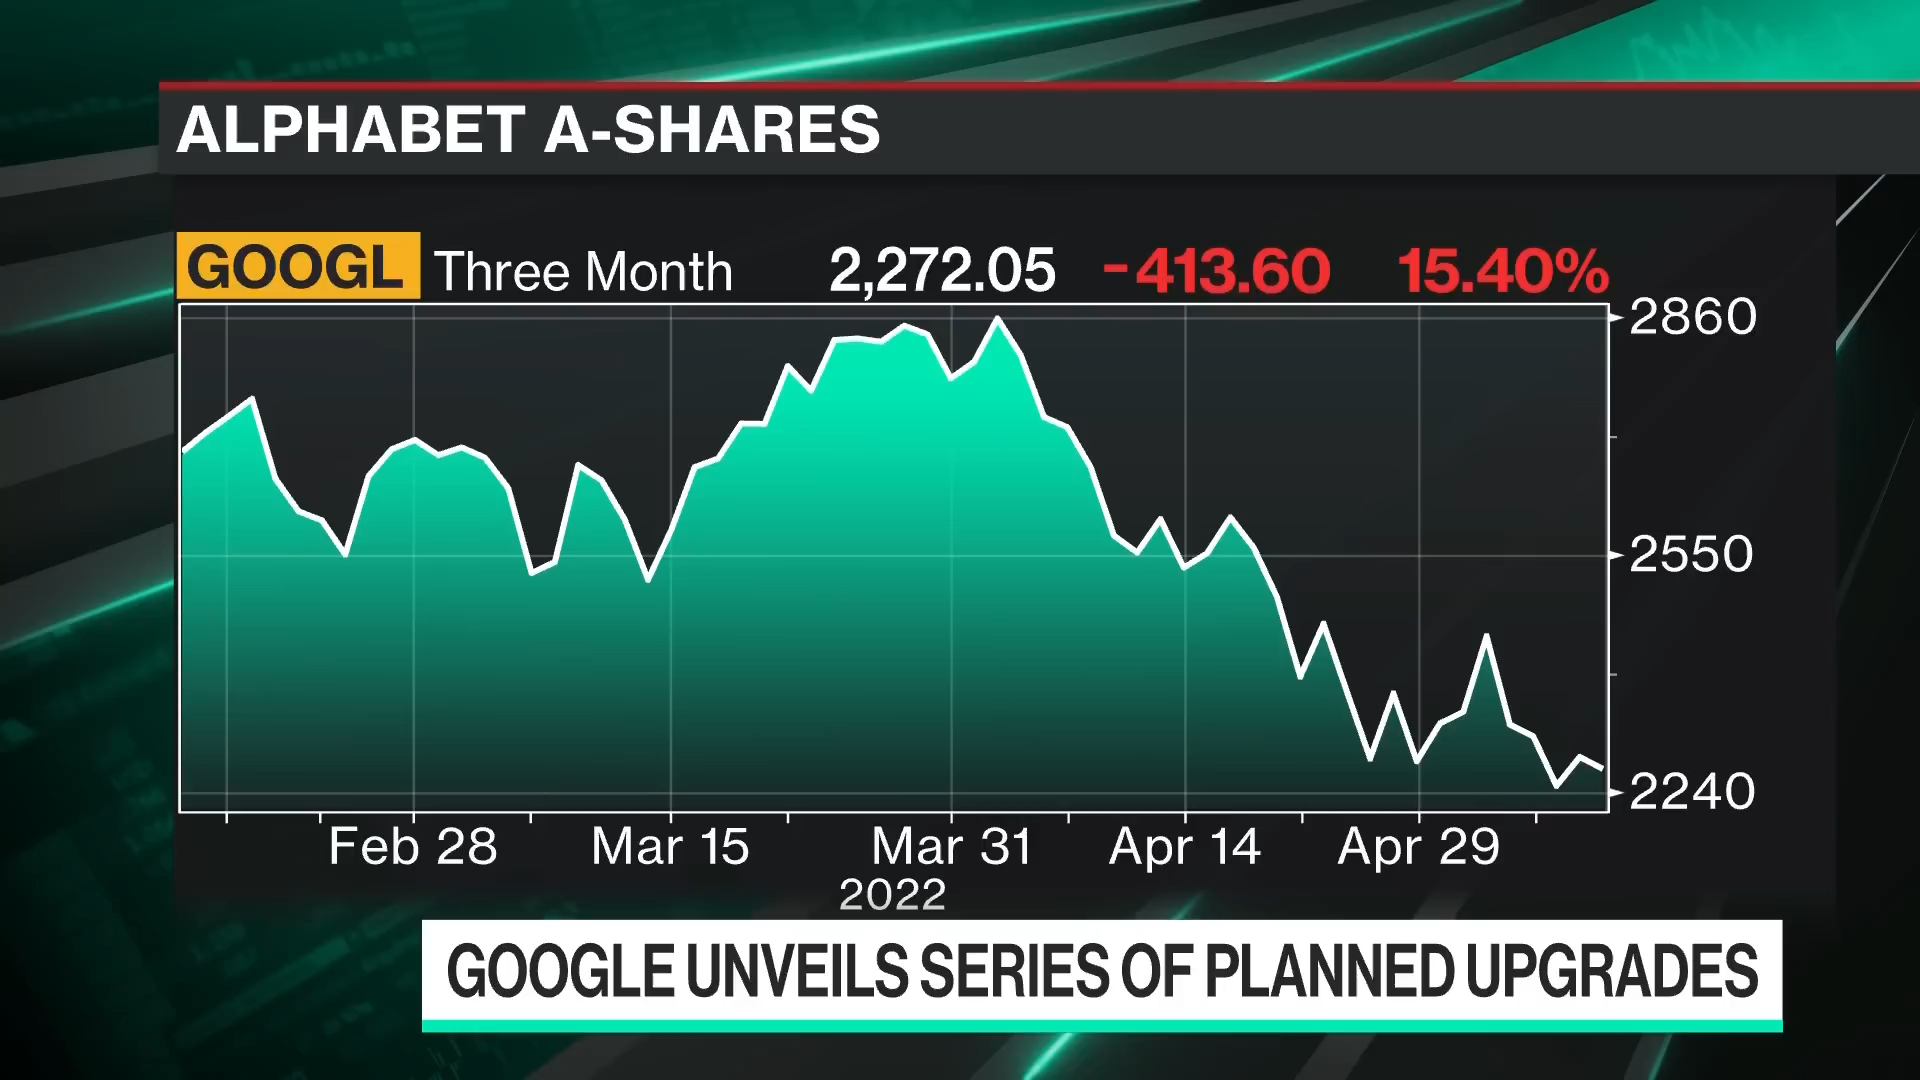 ALPHABET A-SHARES
GOOGL Three Month 2,272.05 -413.60 15.40%
2860
2550
2240
Feb 28 Mar 15 Mar 31 Apr 14 Apr 29
2022
GOOGLE UNVEILS SERIES OF PLANNED UPGRADES